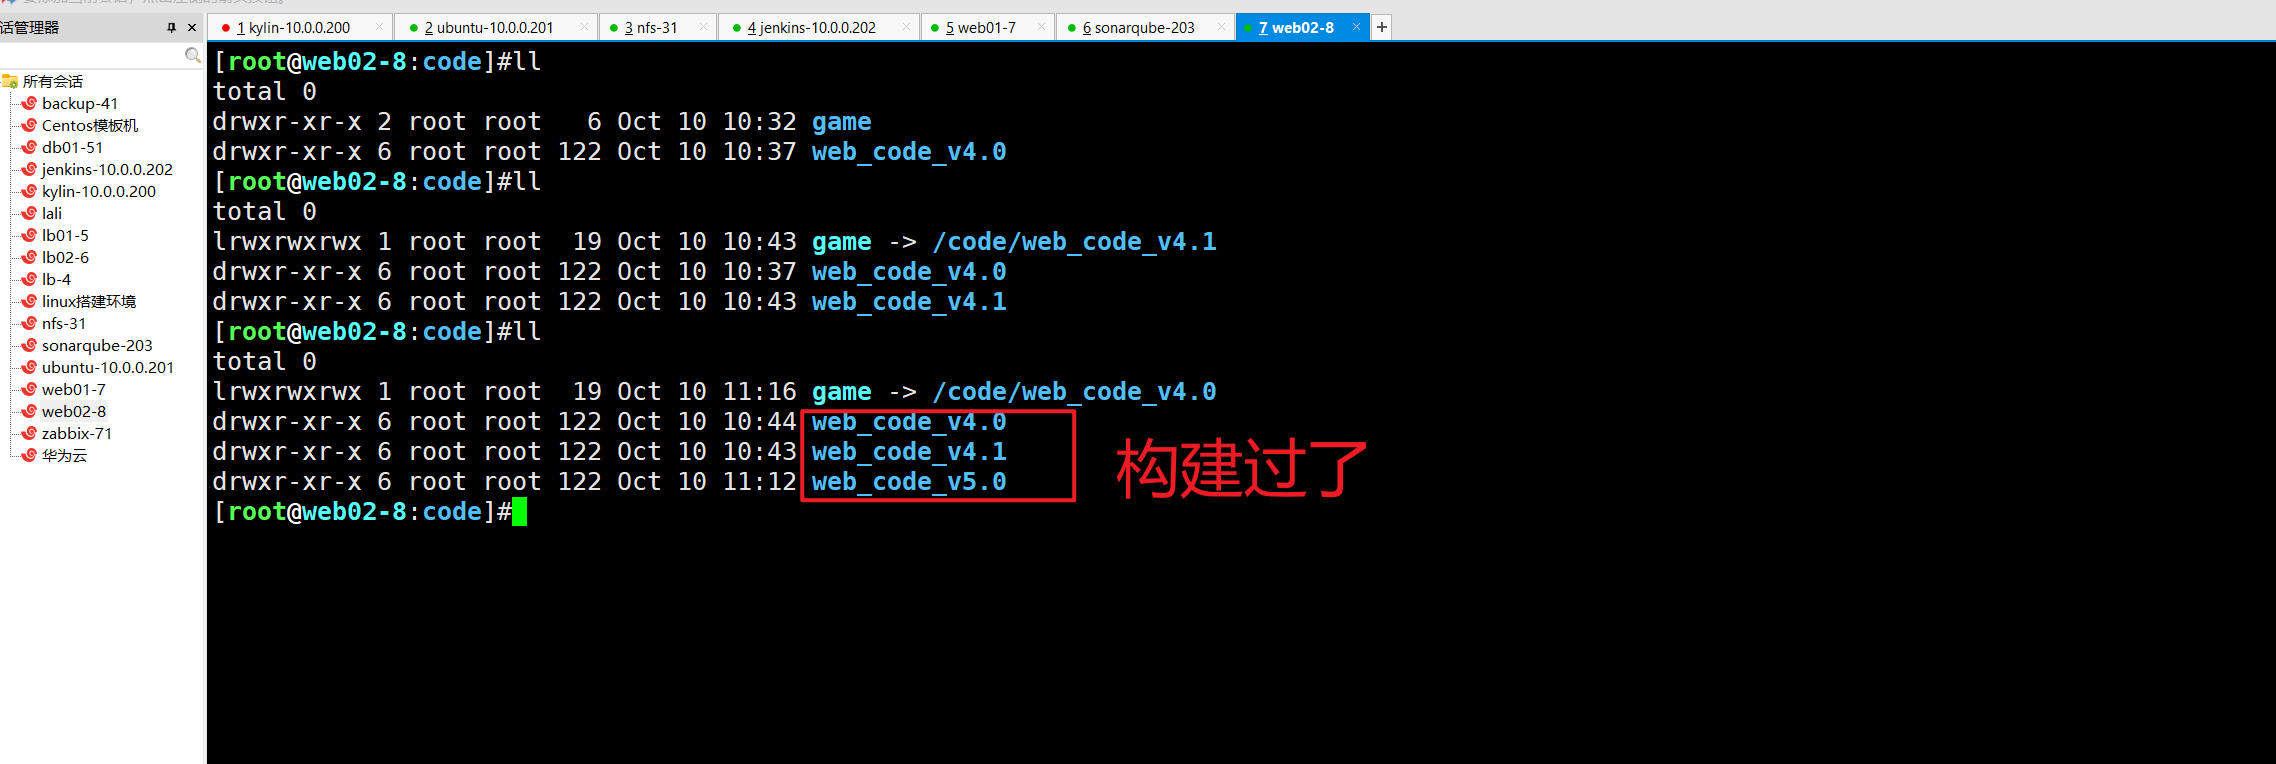 话管理器
1 kylin-10.0.0.200
2 ubuntu-10.0.0.201
3 nfs-31
4 jenkins-10.0.0.202
5 web01-7
6 sonarqube-203
7 web02-8
所有会话
backup-41
Centos模板机
db01-51
jenkins-10.0.0.202
kylin-10.0.0.200
lali
lb01-5
lb02-6
lb-4
linux搭建环境
nfs-31
sonarqube-203
ubuntu-10.0.0.201
web01-7
web02-8
zabbix-71
华为云
[root@web02-8:code]#ll
total 0
drwxr-xr-x 2 root root   6 Oct 10 10:32 game
drwxr-xr-x 6 root root 122 Oct 10 10:37 web_code_v4.0
[root@web02-8:code]#ll
total 0
lrwxrwxrwx 1 root root  19 Oct 10 10:43 game -> /code/web_code_v4.1
drwxr-xr-x 6 root root 122 Oct 10 10:37 web_code_v4.0
drwxr-xr-x 6 root root 122 Oct 10 10:43 web_code_v4.1
[root@web02-8:code]#ll
total 0
lrwxrwxrwx 1 root root  19 Oct 10 11:16 game -> /code/web_code_v4.0
drwxr-xr-x 6 root root 122 Oct 10 10:44 web_code_v4.0
drwxr-xr-x 6 root root 122 Oct 10 10:43 web_code_v4.1
drwxr-xr-x 6 root root 122 Oct 10 11:12 web_code_v5.0
[root@web02-8:code]#
构建过了